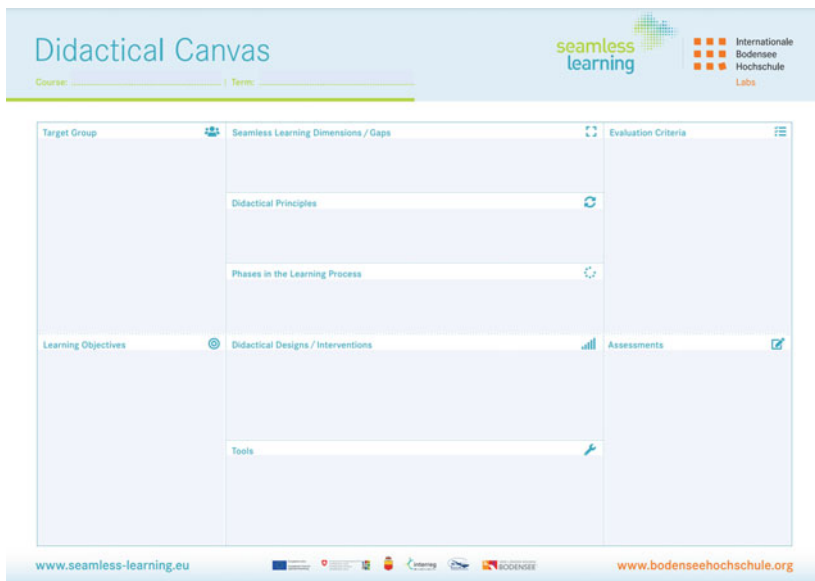 Didactical Canvas
Course:
| Term:
seamless
learning
Internationale
Bodensee
Hochschule
Labs
Target Group
Seamless Learning Dimensions / Gaps
Evaluation Criteria
Didactical Principles
Phases in the Learning Process
Learning Objectives
Didactical Designs / Interventions
Assessments
Tools
www.seamless-learning.eu
Interreg
BODENSEE
www.bodenseehochschule.org